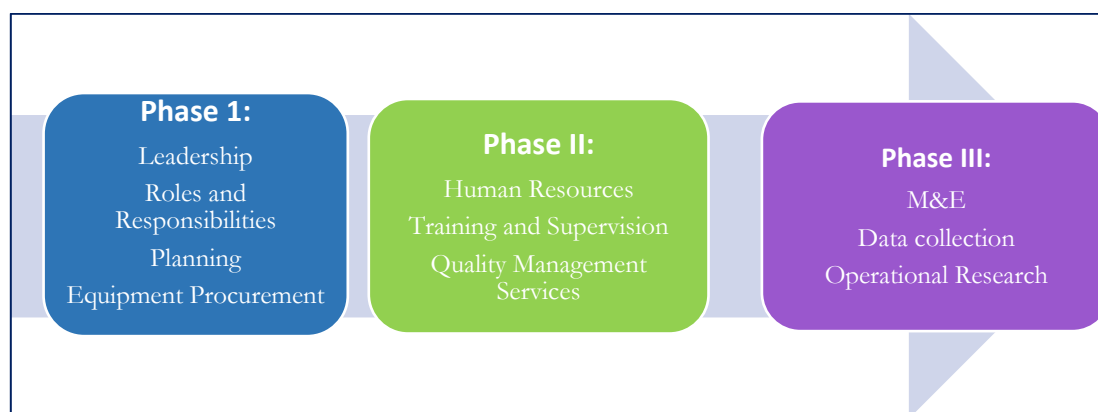 Phase 1:
Leadership
Roles and
Responsibilities
Planning
Equipment Procurement
Phase II:
Human Resources
Training and Supervision
Quality Management
Services
Phase III:
M&E
Data collection
Operational Research